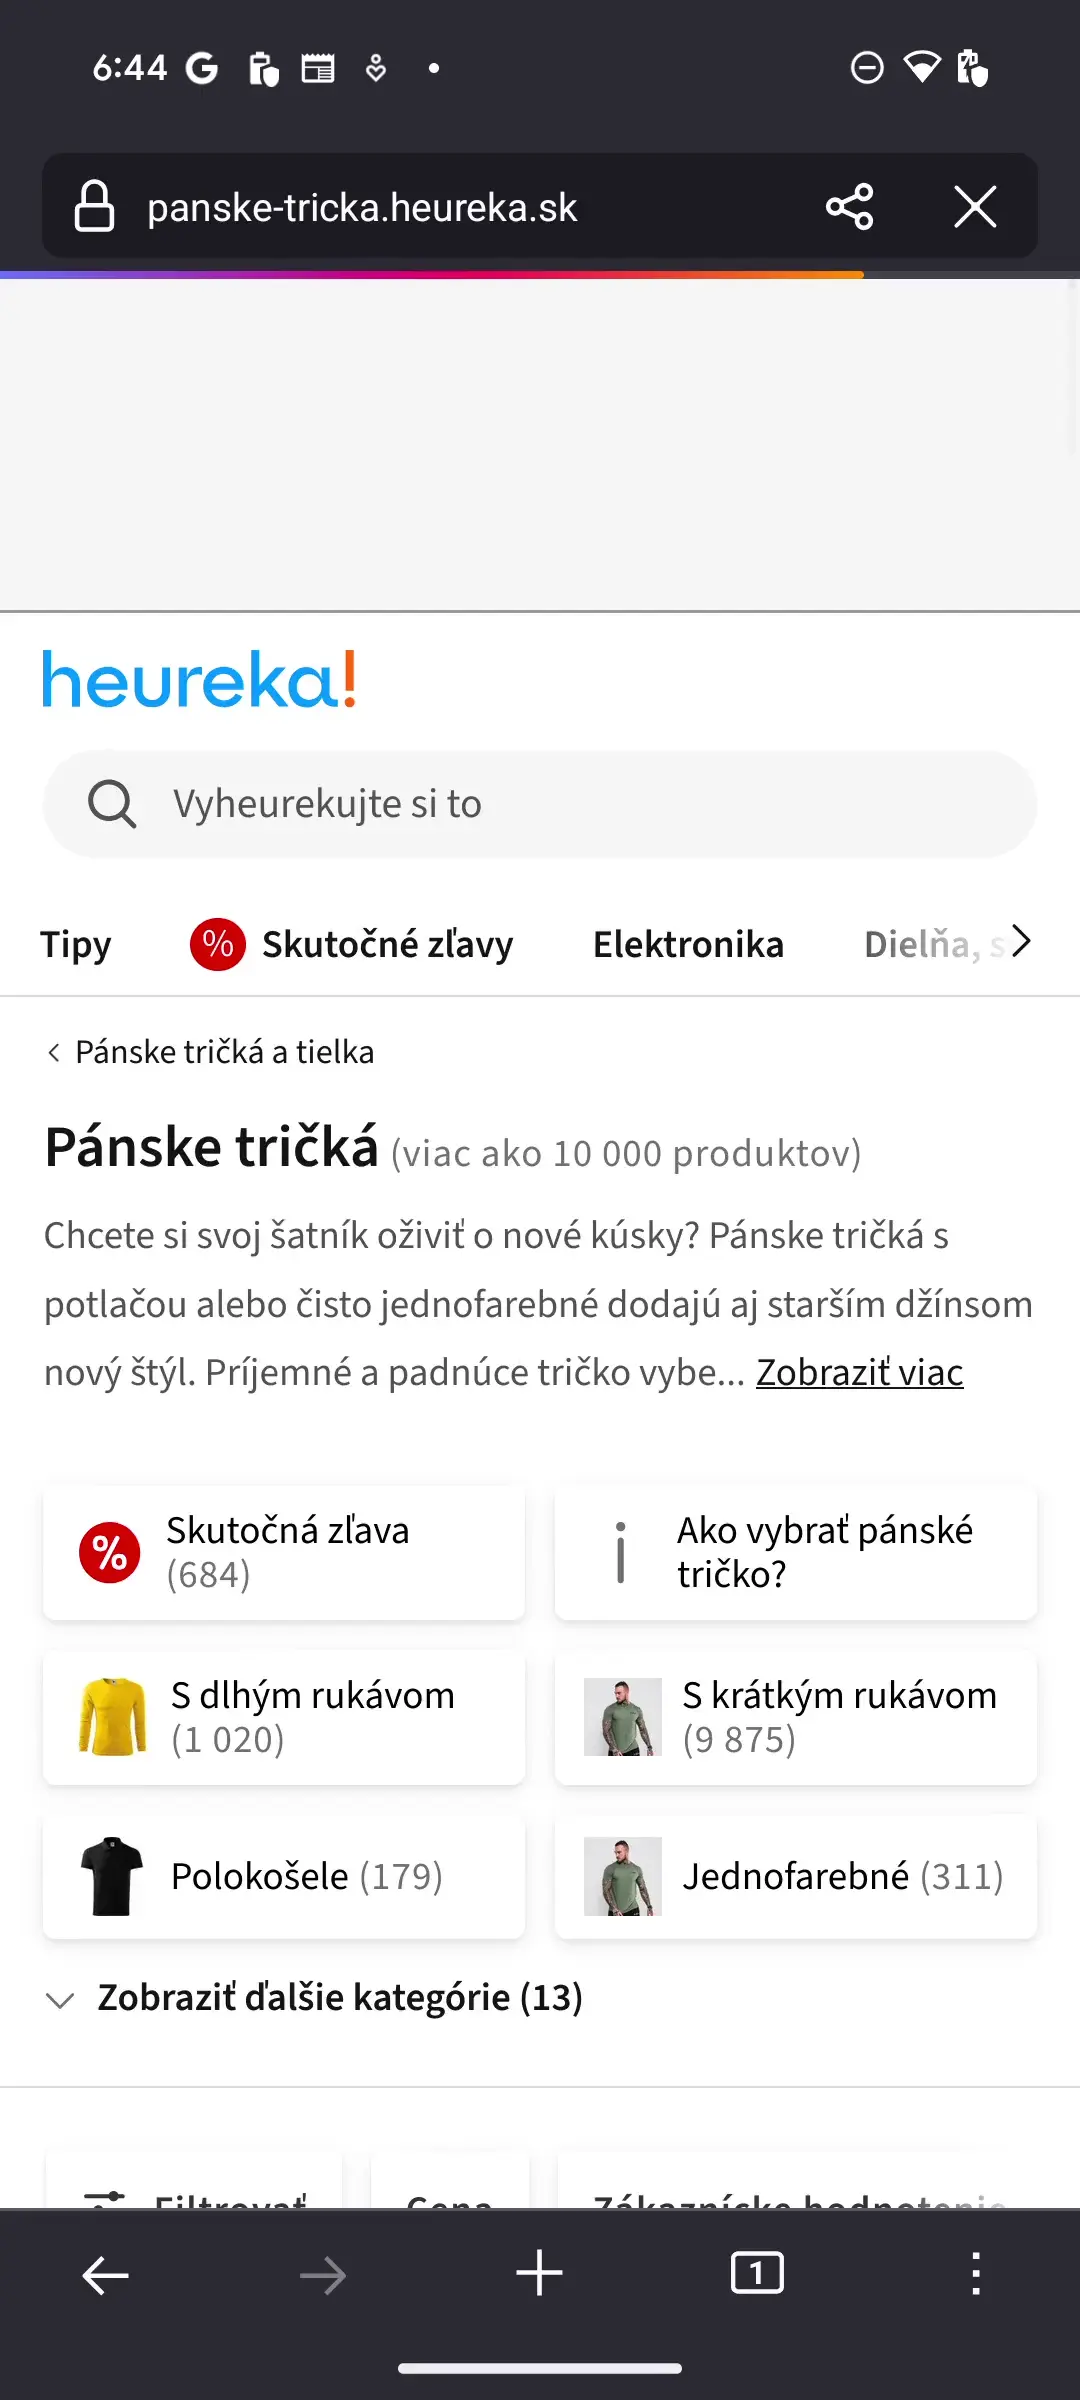 6:44
panske-tricka.heureka.sk
heureka!
Vyheurekujte si to
Tipy % Skutočné zľavy Elektronika Dielňa, s
Pánske tričká a tielka
Pánske tričká (viac ako 10 000 produktov)
Chcete si svoj šatník oživiť o nové kúsky? Pánske tričká s
potlačou alebo čisto jednofarebné dodajú aj starším džínsom
nový štýl. Príjemné a padnúce tričko vybe... Zobraziť viac
% Skutočná zľava
(684)
Ako vybrať pánské
tričko?
S dlhým rukávom
(1 020)
S krátkým rukávom
(9 875)
Polokošele (179)
Jednofarebné (311)
Zobraziť ďalšie kategórie (13)
Filtrovať Cena Zákaznícke hodnotenie
1